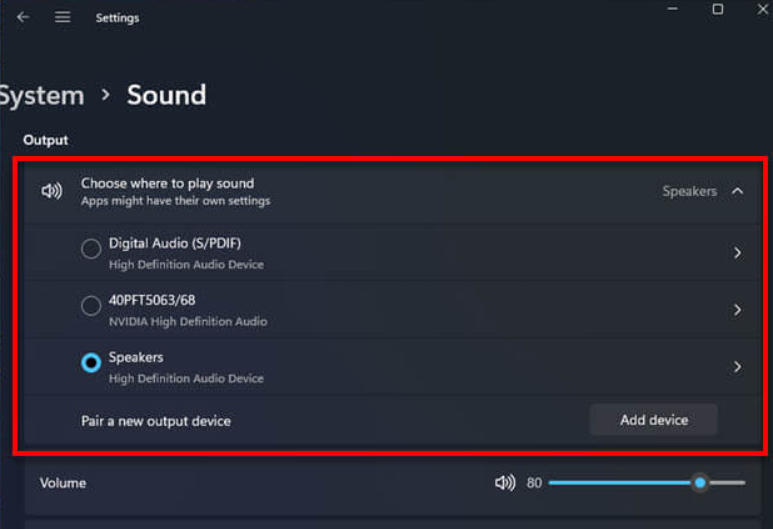 Settings
System > Sound
Output
Choose where to play sound
Speakers
Apps might have their own settings
Digital Audio (S/PDIF)
High Definition Audio Device
40PFT5063/68
NVIDIA High Definition Audio
Speakers
High Definition Audio Device
Pair a new output device
Add device
Volume
80